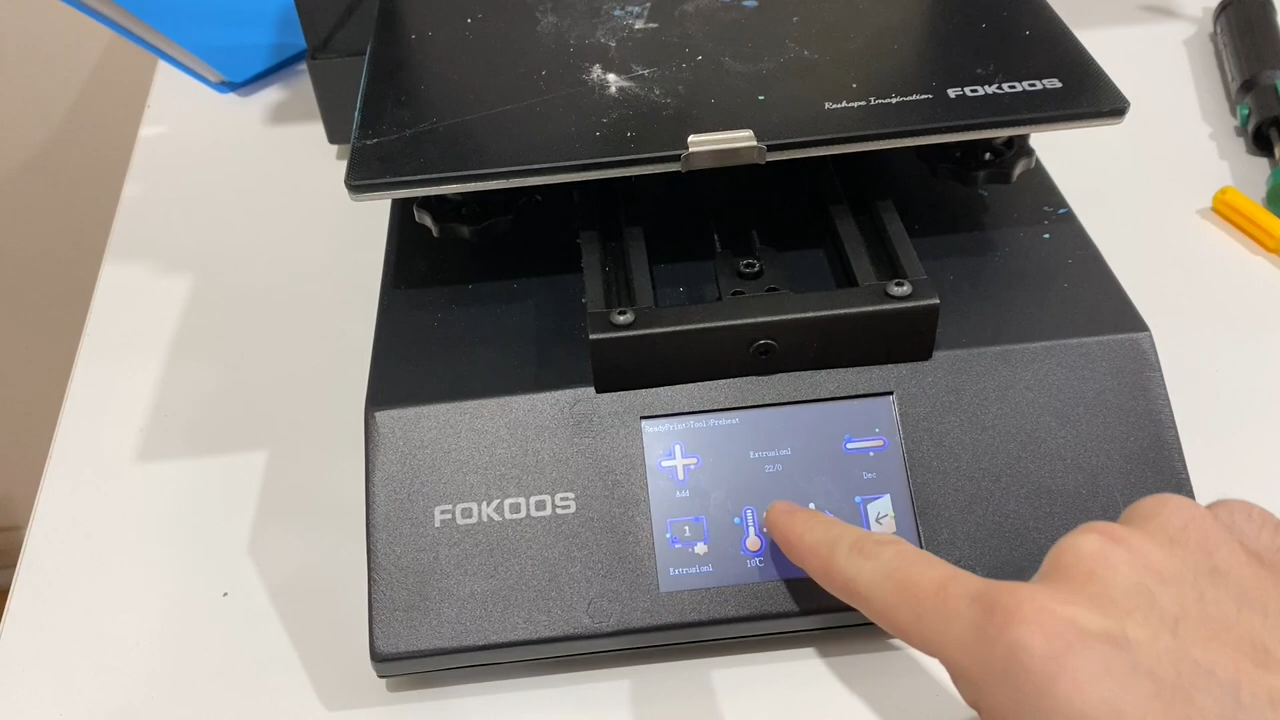 Reshape Imagination FOKOOS
ReadyPrint>Tool>Preheat
Extrusion1
22/0
Add
Dec
1
Extrusion1
10℃
FOKOOS